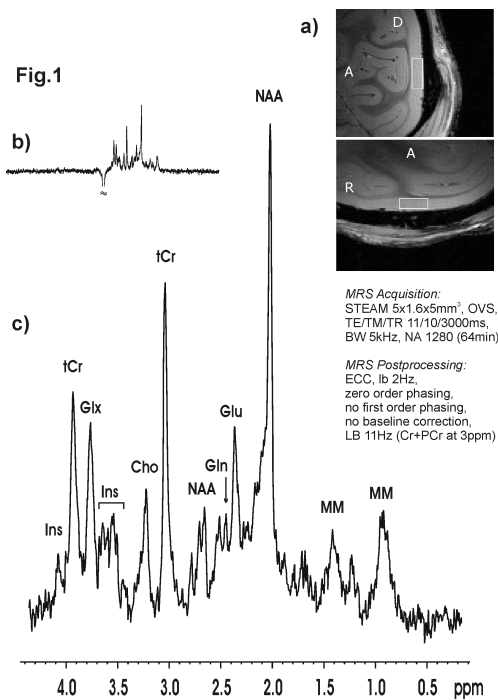 a)
D
A
Fig.1
NAA
b)
≈
A
R
tCr
MRS Acquisition:
STEAM 5x1.6x5mm³, OVS,
TE/TM/TR 11/10/3000ms,
BW 5kHz, NA 1280 (64min)
c)
MRS Postprocessing:
ECC, lb 2Hz,
zero order phasing,
no first order phasing,
no baseline correction,
LB 11Hz (Cr+PCr at 3ppm)
tCr
Glx
Glu
Cho
Gln
Ins
NAA
MM
MM
Ins
4.0 3.5 3.0 2.5 2.0 1.5 1.0 0.5 ppm